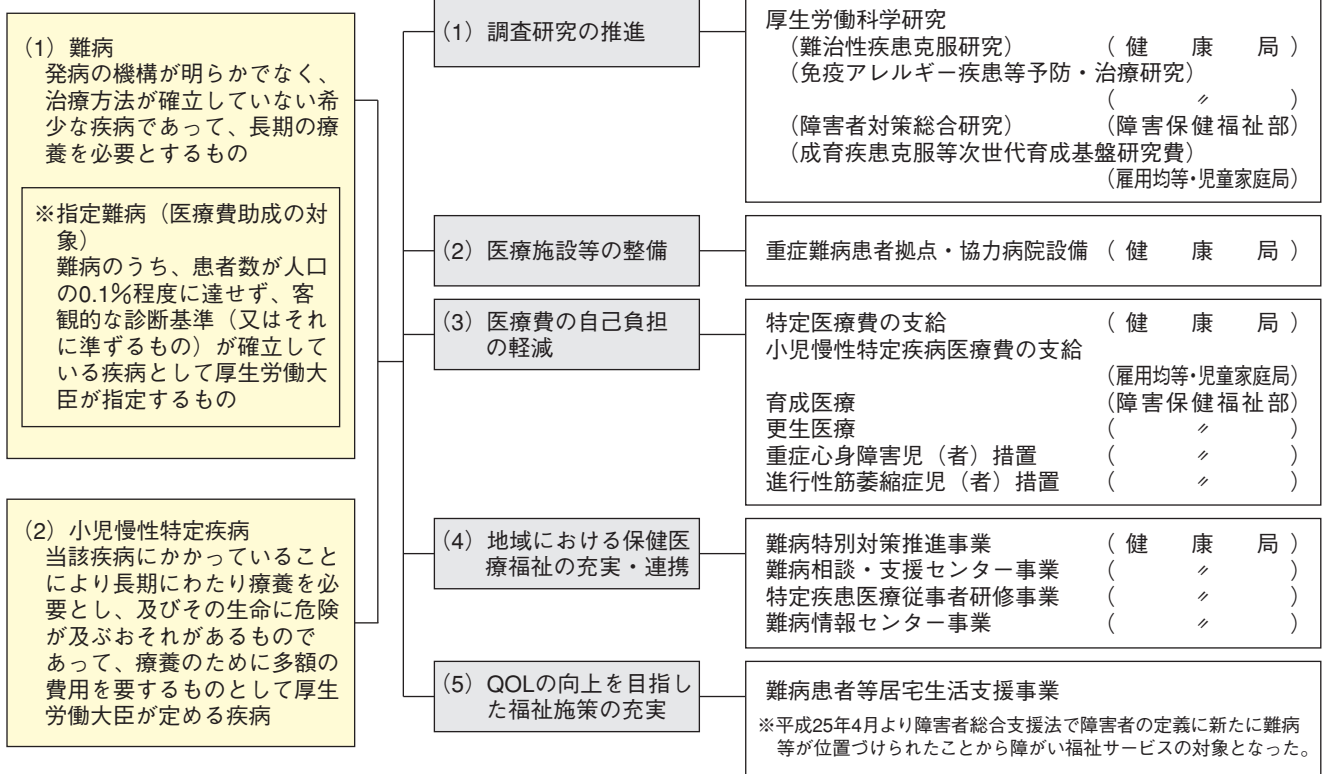 (1) 難病
発病の機構が明らかでなく、
治療方法が確立していない希
少な疾病であって、長期の療
養を必要とするもの
※指定難病(医療費助成の対
象)
難病のうち、患者数が人口
の0.1%程度に達せず、客
観的な診断基準(又はそれ
に準ずるもの)が確立して
いる疾病として厚生労働大
臣が指定するもの
(2) 小児慢性特定疾病
当該疾病にかかっていること
により長期にわたり療養を必
要とし、及びその生命に危険
が及ぶおそれがあるもので
あって、療養のために多額の
費用を要するものとして厚生
労働大臣が定める疾病
(1) 調査研究の推進
厚生労働科学研究
(難治性疾患克服研究) (健康局)
(免疫アレルギー疾患等予防・治療研究)
( 〃 )
(障害者対策総合研究) (障害保健福祉部)
(成育疾患克服等次世代育成基盤研究費)
(雇用均等・児童家庭局)
(2) 医療施設等の整備
重症難病患者拠点・協力病院設備 (健康局)
(3) 医療費の自己負担
の軽減
特定医療費の支給 (健康局)
小児慢性特定疾病医療費の支給
(雇用均等・児童家庭局)
育成医療 (障害保健福祉部)
更生医療 ( 〃 )
重症心身障害児(者)措置 ( 〃 )
進行性筋萎縮症児(者)措置 ( 〃 )
(4) 地域における保健医
療福祉の充実・連携
難病特別対策推進事業 (健康局)
難病相談・支援センター事業 ( 〃 )
特定疾患医療従事者研修事業 ( 〃 )
難病情報センター事業 ( 〃 )
(5) QOLの向上を目指し
た福祉施策の充実
難病患者等居宅生活支援事業
※平成25年4月より障害者総合支援法で障害者の定義に新たに難病
等が位置づけられたことから障がい福祉サービスの対象となった。